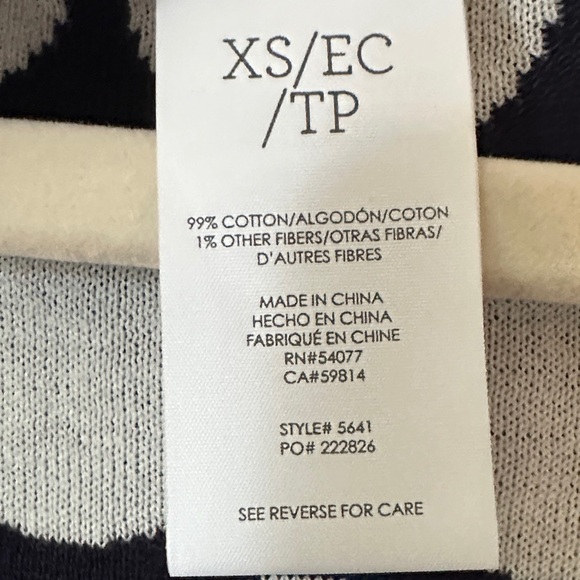 XS/EC
/TP
99% COTTON/ALGODÓN/COTON
1% OTHER FIBERS/OTRAS FIBRAS/
D'AUTRES FIBRES
MADE IN CHINA
HECHO EN CHINA
FABRIQUÉ EN CHINE
RN#54077
CA#59814
STYLE# 5641
PO# 222826
SEE REVERSE FOR CARE